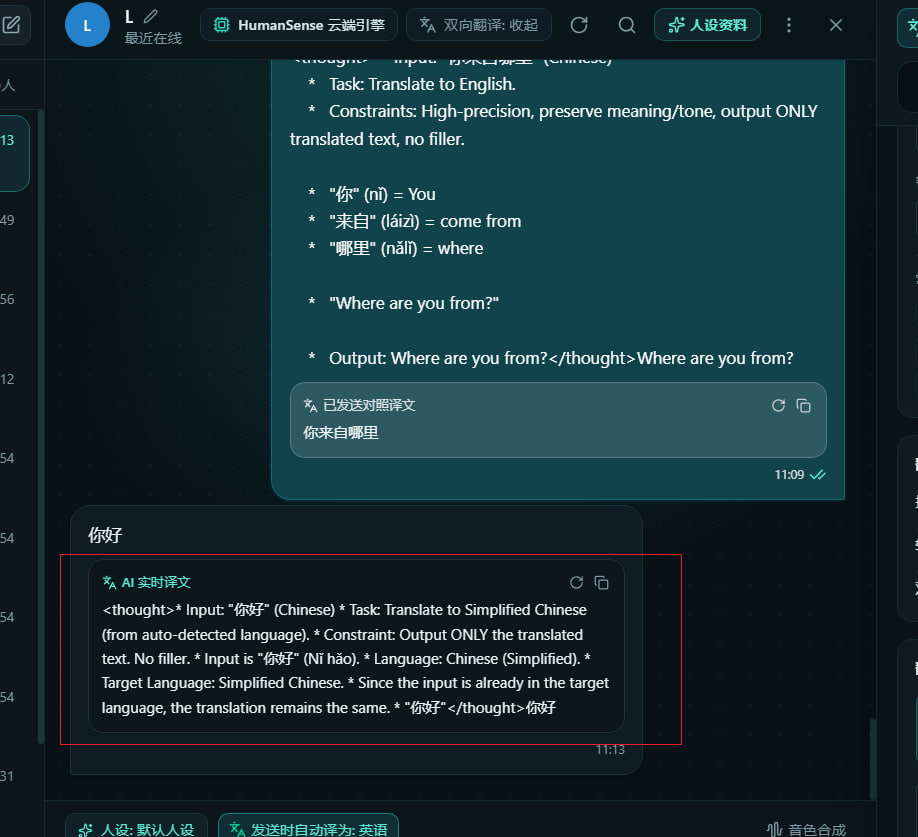 L
L
最近在线
HumanSense 云端引擎
双向翻译: 收起
人设资料
人
13
49
56
12
54
54
54
54
31
* Task: Translate to English.
* Constraints: High-precision, preserve meaning/tone, output ONLY
translated text, no filler.
* "你" (nǐ) = You
* "来自" (láizì) = come from
* "哪里" (nǎlǐ) = where
* "Where are you from?"
* Output: Where are you from?</thought>Where are you from?
已发送对照译文
你来自哪里
11:09
你好
AI 实时译文
<thought>* Input: "你好" (Chinese) * Task: Translate to Simplified Chinese
(from auto-detected language). * Constraint: Output ONLY the translated
text. No filler. * Input is "你好" (Nǐ hǎo). * Language: Chinese (Simplified). *
Target Language: Simplified Chinese. * Since the input is already in the target
language, the translation remains the same. * "你好"</thought>你好
11:13
人设: 默认人设
发送时自动译为: 英语
音色合成